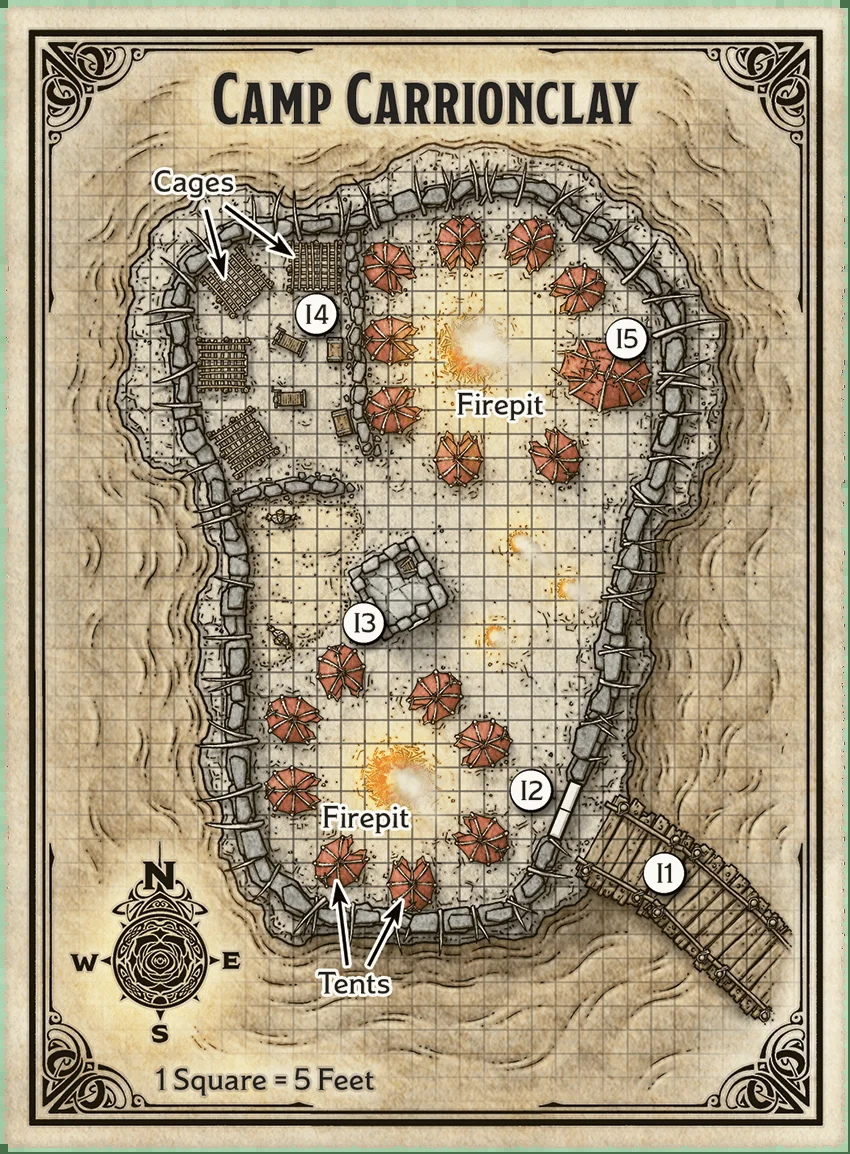 CAMP CARRIONCLAY
Cages
I4
I5
Firepit
I3
I2
Firepit
I1
N
W E
S
Tents
1 Square = 5 Feet